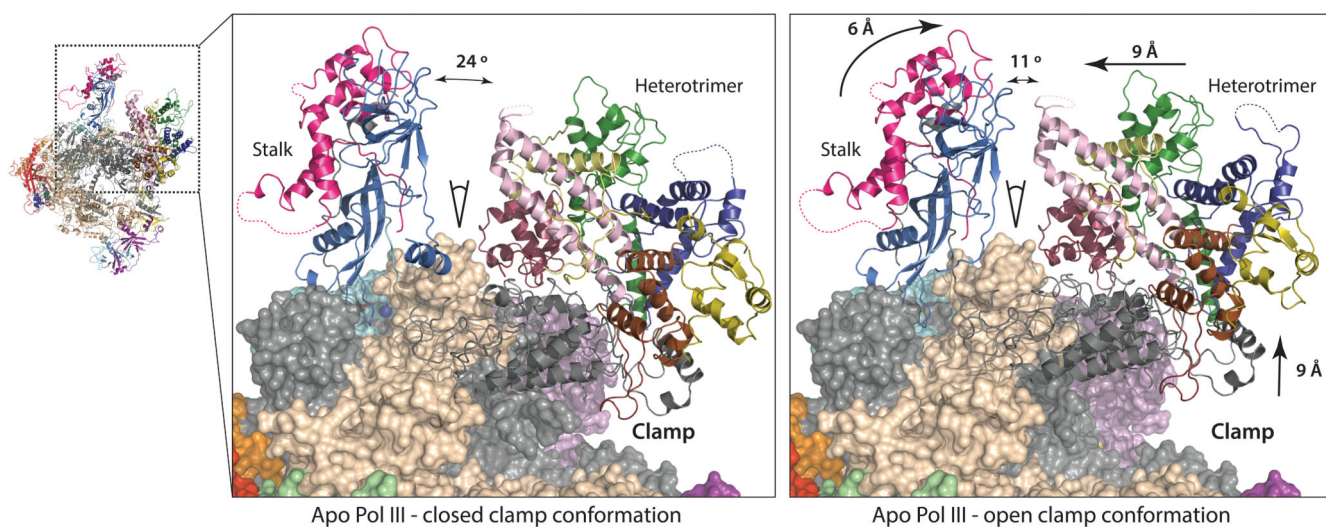 24 º
Heterotrimer
Stalk
Clamp
Apo Pol III - closed clamp conformation
6 Å
11 º
9 Å
Heterotrimer
Stalk
9 Å
Clamp
Apo Pol III - open clamp conformation